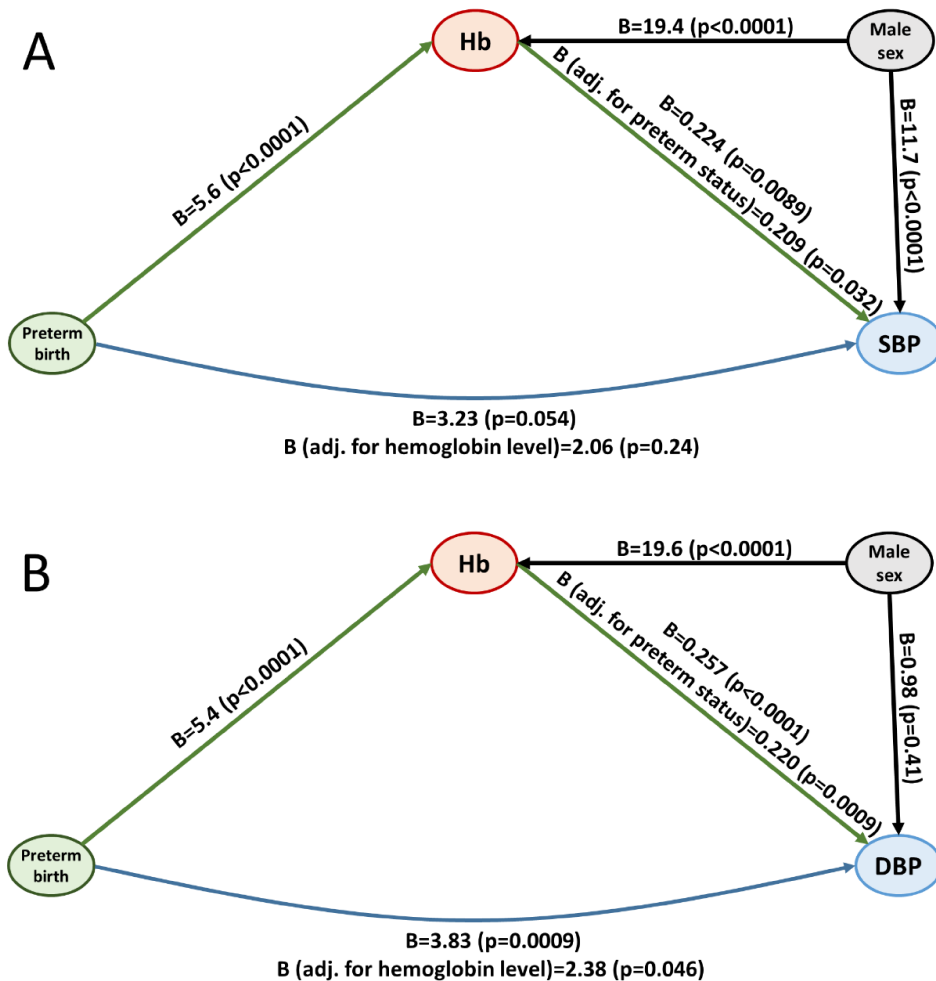 A
Hb
B=19.4 (p<0.0001)
Male
sex
B=5.6 (p<0.0001)
B=0.224 (p=0.0089)
B (adj. for preterm status)=0.209 (p=0.032)
B=11.7 (p<0.0001)
Preterm
birth
SBP
B=3.23 (p=0.054)
B (adj. for hemoglobin level)=2.06 (p=0.24)
B
Hb
B=19.6 (p<0.0001)
Male
sex
B=5.4 (p<0.0001)
B=0.257 (p<0.0001)
B (adj. for preterm status)=0.220 (p=0.0009)
B=0.98 (p=0.41)
Preterm
birth
DBP
B=3.83 (p=0.0009)
B (adj. for hemoglobin level)=2.38 (p=0.046)